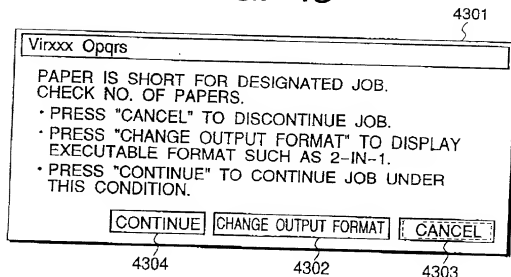 4301
Virxxx Opqrs
PAPER IS SHORT FOR DESIGNATED JOB.
CHECK NO. OF PAPERS.
・PRESS "CANCEL" TO DISCONTINUE JOB.
・PRESS "CHANGE OUTPUT FORMAT" TO DISPLAY
EXECUTABLE FORMAT SUCH AS 2-IN-1.
・PRESS "CONTINUE" TO CONTINUE JOB UNDER
THIS CONDITION.
CONTINUE CHANGE OUTPUT FORMAT CANCEL
4304 4302 4303